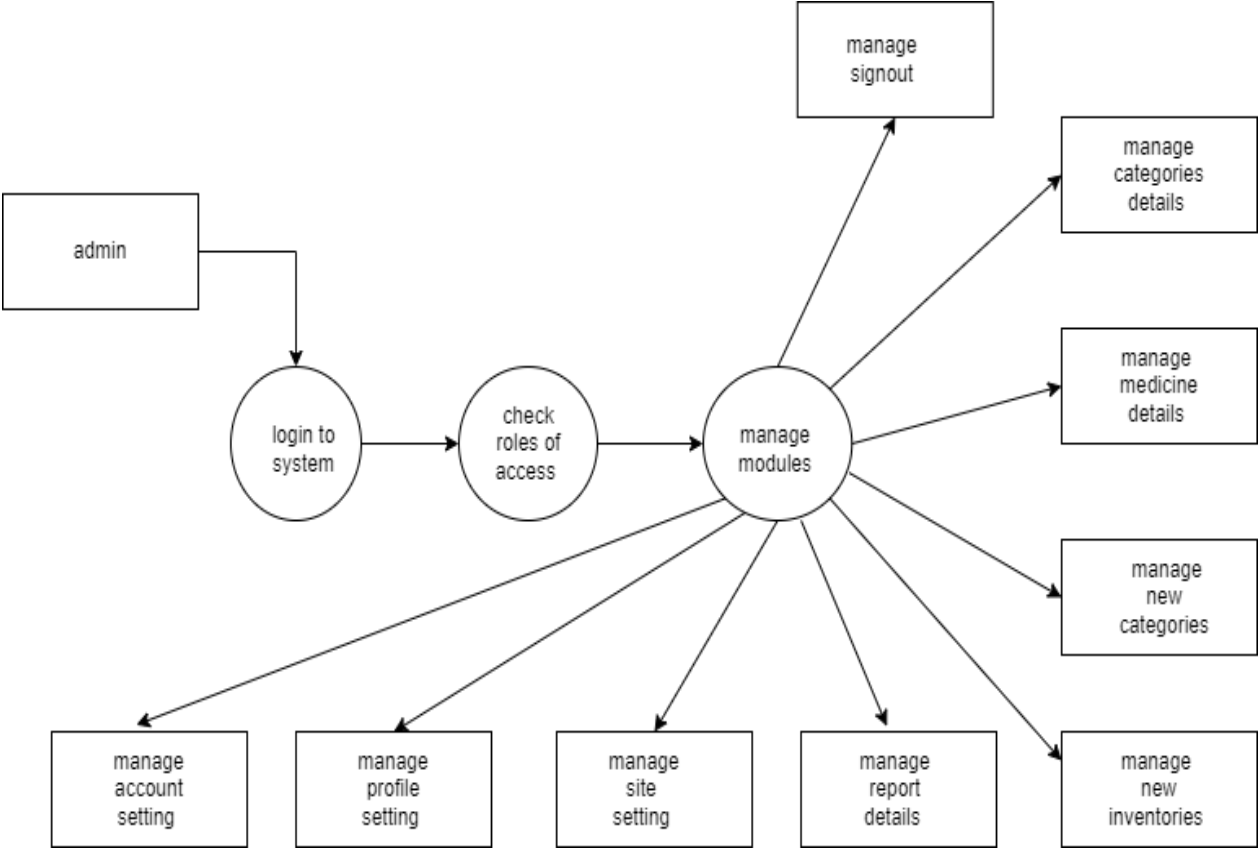 manage
signout
manage
categories
details
admin
manage
medicine
details
login to
system
check
roles of
access
manage
modules
manage
new
categories
manage
account
setting
manage
profile
setting
manage
site
setting
manage
report
details
manage
new
inventories